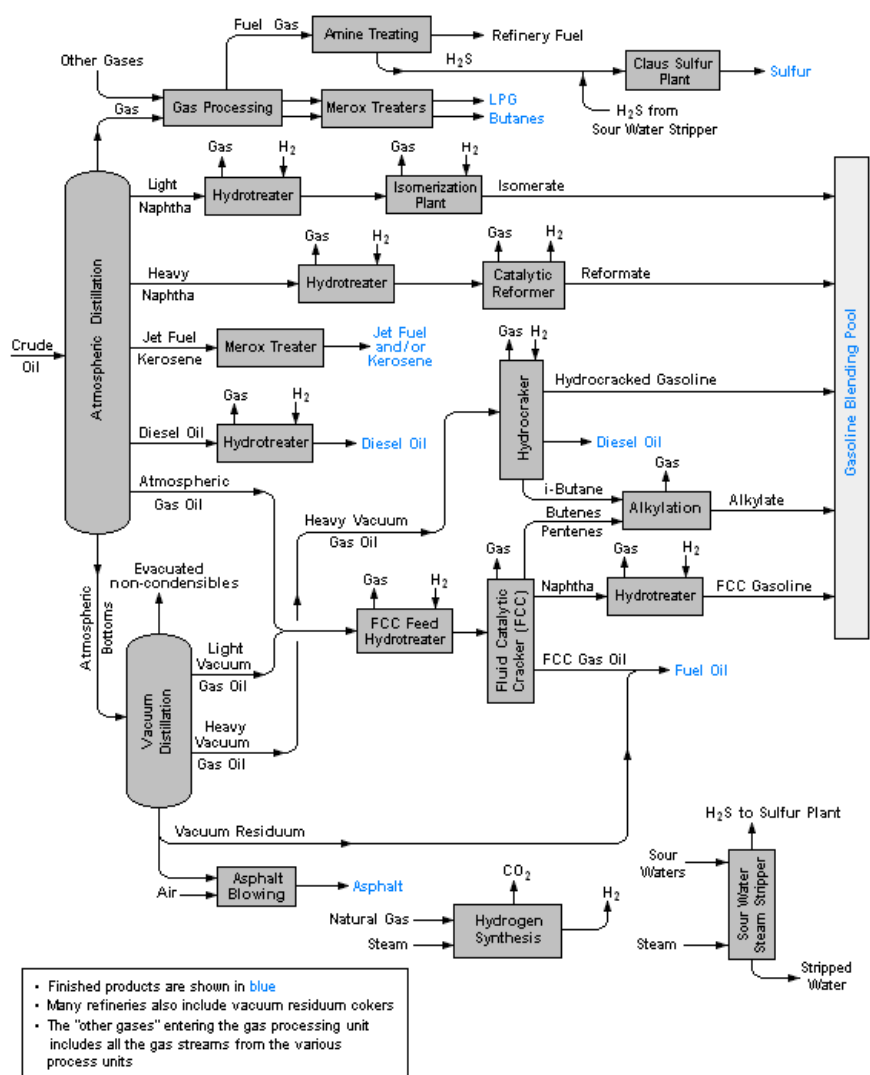 Fuel Gas
Amine Treating
Refinery Fuel
Other Gases
H2S
Claus Sulfur
Plant
Sulfur
Gas
Gas Processing
Merox Treaters
LPG
Butanes
H2S from
Sour Water Stripper
Gas
H2
Gas
H2
Light
Naphtha
Hydrotreater
Isomerization
Plant
Isomerate
Gas
H2
Gas
H2
Heavy
Naphtha
Hydrotreater
Catalytic
Reformer
Reformate
Crude
Oil
Atmospheric Distillation
Jet Fuel
Kerosene
Merox Treater
Jet Fuel
and/or
Kerosene
Gas
H2
Hydrocraker
Hydrocracked Gasoline
Diesel Oil
Gasoline Blending Pool
Gas
H2
Diesel Oil
Hydrotreater
Diesel Oil
Atmospheric
Gas Oil
i-Butane
Butenes
Pentenes
Gas
Alkylation
Alkylate
Heavy Vacuum
Gas Oil
Evacuated
non-condensibles
Atmospheric
Bottoms
Gas
H2
FCC Feed
Hydrotreater
Gas
Fluid Catalytic
Cracker (FCC)
Naphtha
Gas
H2
Hydrotreater
FCC Gasoline
Light
Vacuum
Gas Oil
FCC Gas Oil
Fuel Oil
Vacuum
Distillation
Heavy
Vacuum
Gas Oil
Vacuum Residuum
Air
Asphalt
Blowing
Asphalt
CO2
H2
Natural Gas
Steam
Hydrogen
Synthesis
H2S to Sulfur Plant
Sour
Waters
Sour Water
Steam Stripper
Steam
Stripped
Water
• Finished products are shown in blue
• Many refineries also include vacuum residuum cokers
• The "other gases" entering the gas processing unit
includes all the gas streams from the various
process units